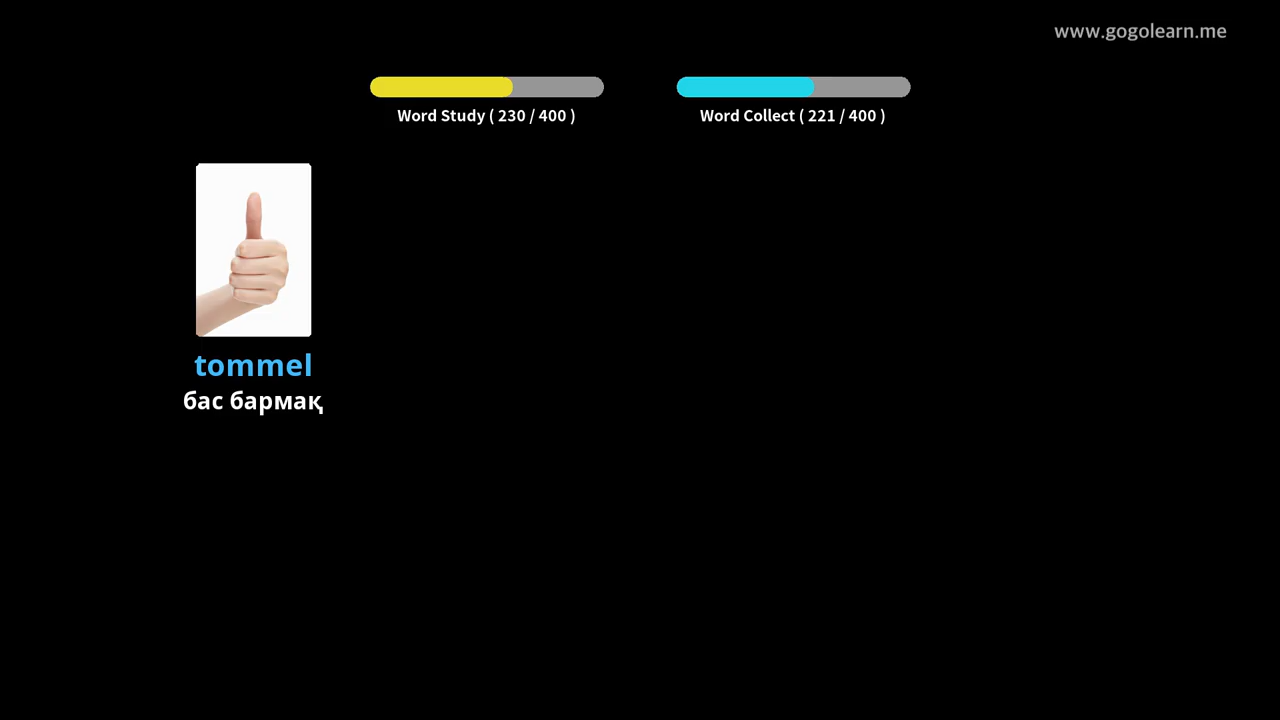 www.gogolearn.me
Word Study ( 230 / 400 )
Word Collect ( 221 / 400 )
tommel
бас бармақ